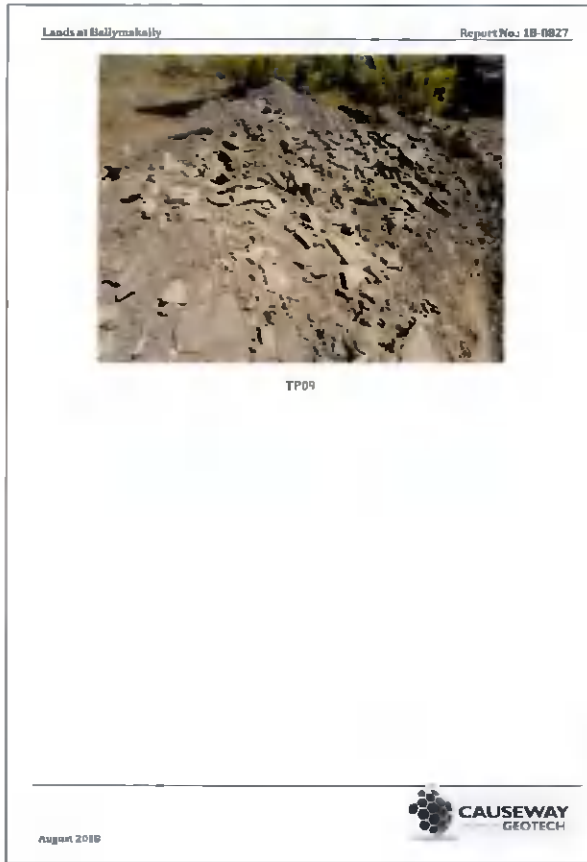 Lands at Ballymakally
Report No.: 18-0827
TP09
CAUSEWAY
GEOTECH
August 2018